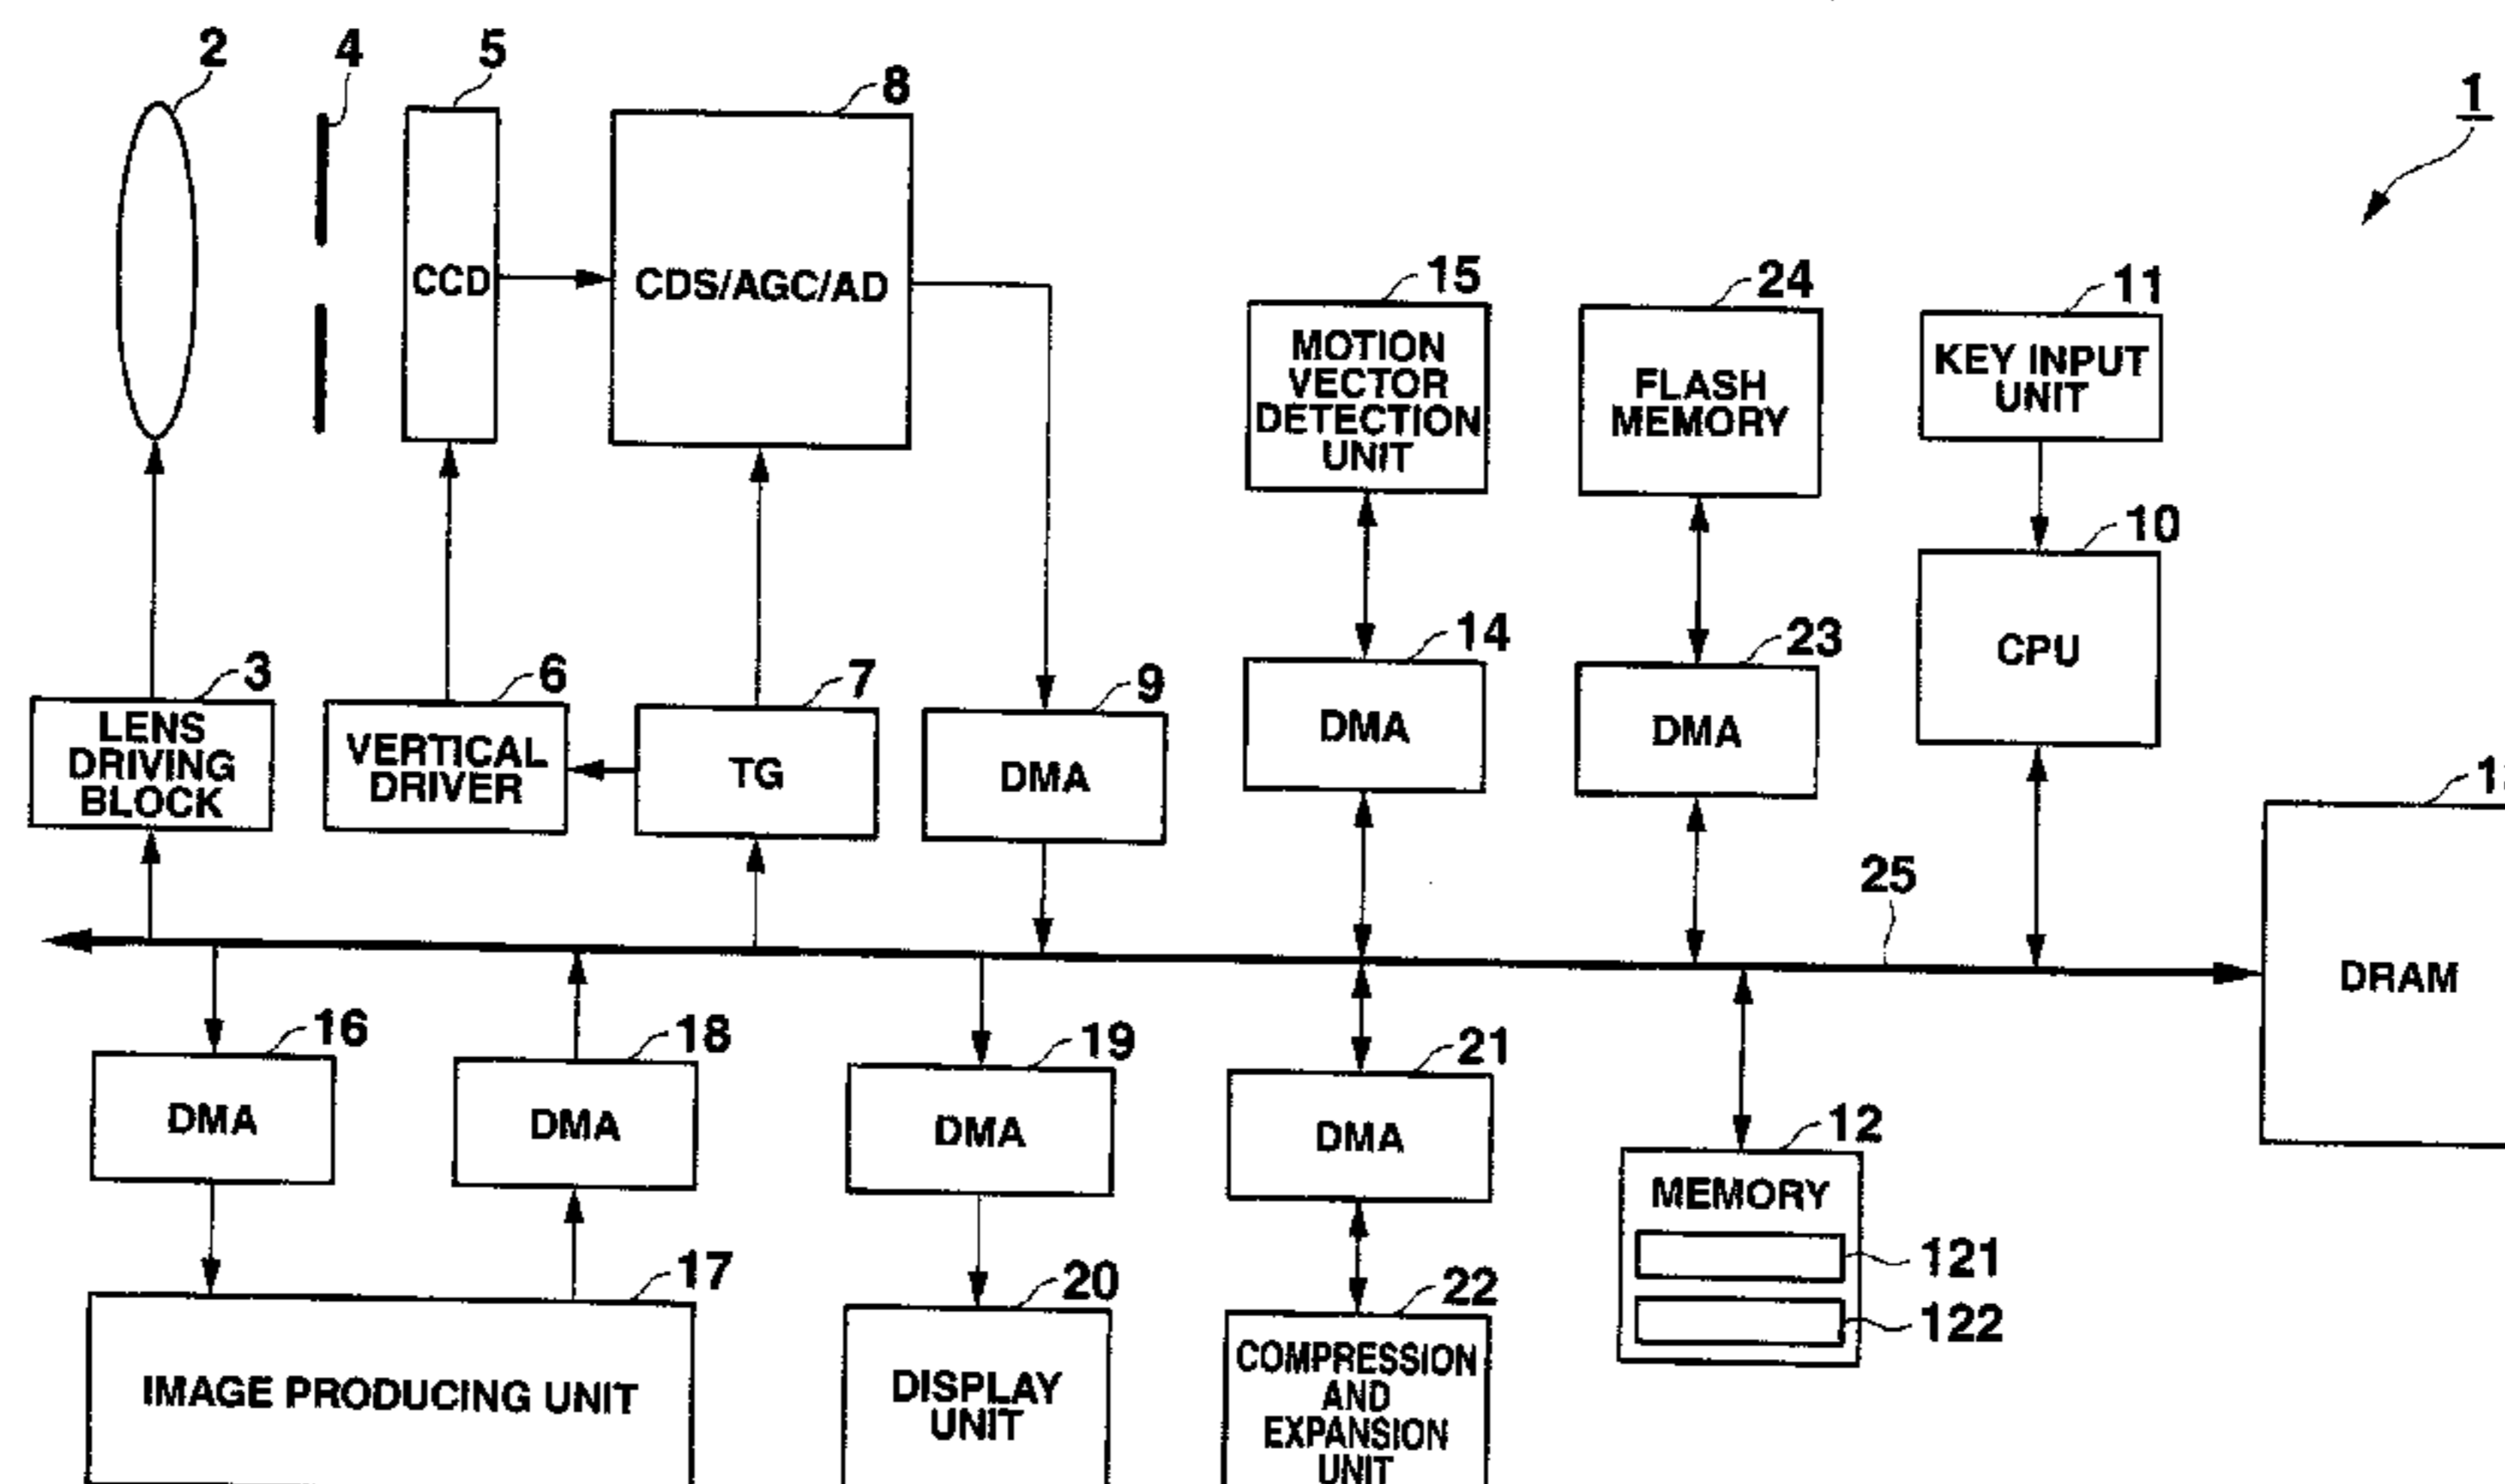 2
4
5
8
1
CCD
CDS/AGC/AD
15
MOTION
VECTOR
DETECTION
UNIT
24
FLASH
MEMORY
11
KEY INPUT
UNIT
10
CPU
3
LENS
DRIVING
BLOCK
6
VERTICAL
DRIVER
7
TG
9
DMA
14
DMA
23
DMA
25
DRAM
16
DMA
18
DMA
19
DMA
21
DMA
12
MEMORY
121
122
17
IMAGE PRODUCING UNIT
20
DISPLAY
UNIT
22
COMPRESSION
AND
EXPANSION
UNIT